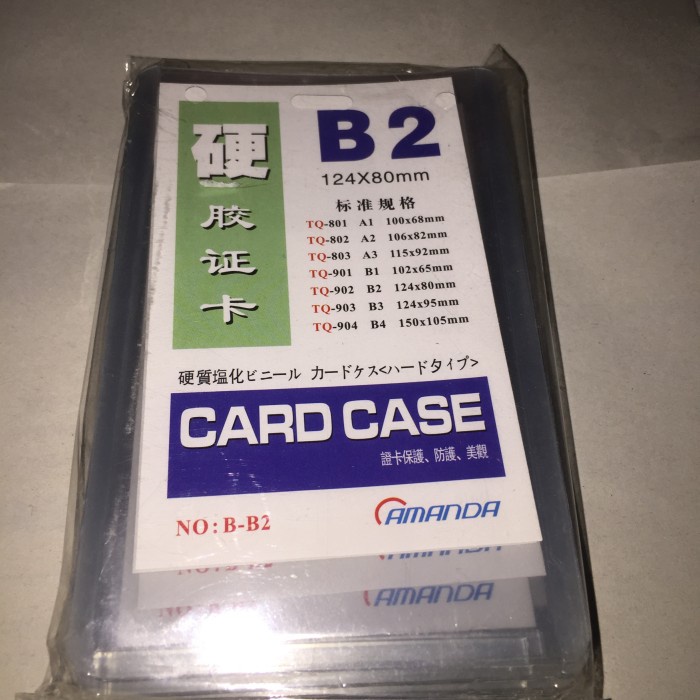 硬
胶
证
卡
B2
124X80mm
标准规格
TQ-801 A1 100x68mm
TQ-802 A2 106x82mm
TQ-803 A3 115x92mm
TQ-901 B1 102x65mm
TQ-902 B2 124x80mm
TQ-903 B3 124x95mm
TQ-904 B4 150x105mm
硬質塩化ビニール カードケス<ハードタイプ>
CARD CASE
證卡保護、防護、美觀
NO: B-B2
AMANDA
AMANDA